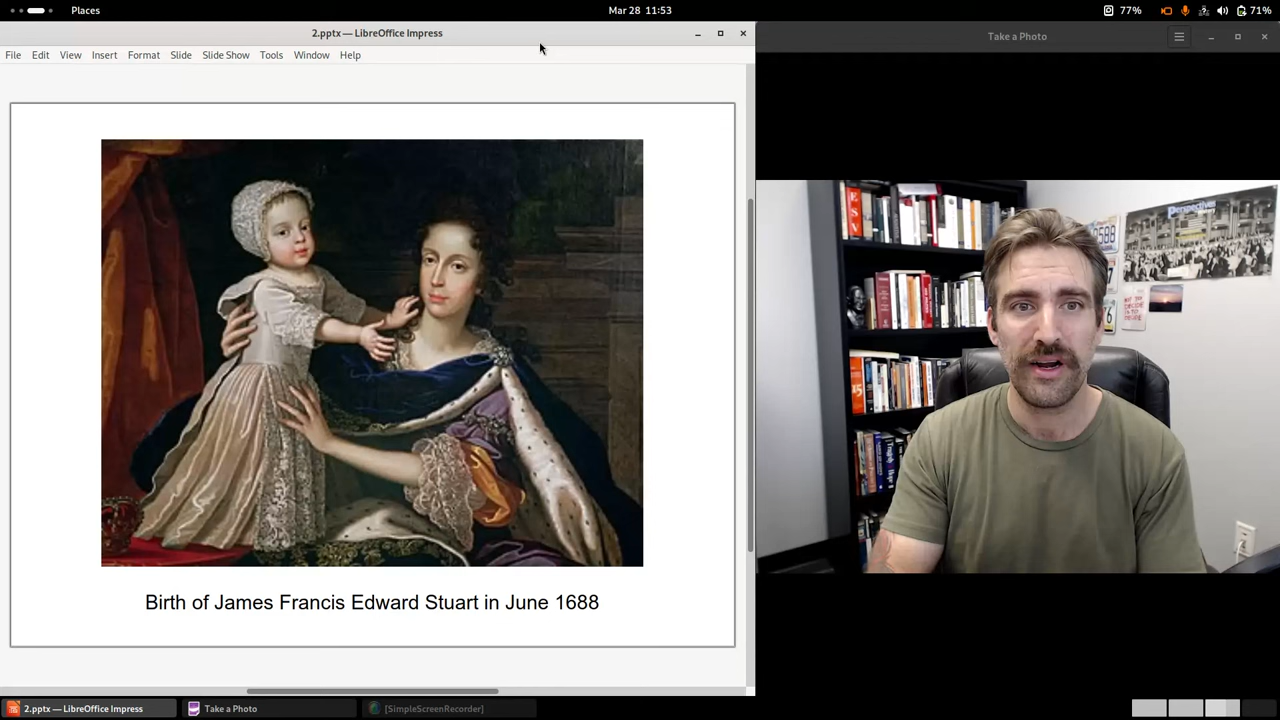 Places
Mar 28 11:53
77%
71%
2.pptx — LibreOffice Impress
Take a Photo
File Edit View Insert Format Slide Slide Show Tools Window Help
Birth of James Francis Edward Stuart in June 1688
Perspectives
ESV
2.pptx — LibreOffice Impress
Take a Photo
[SimpleScreenRecorder]